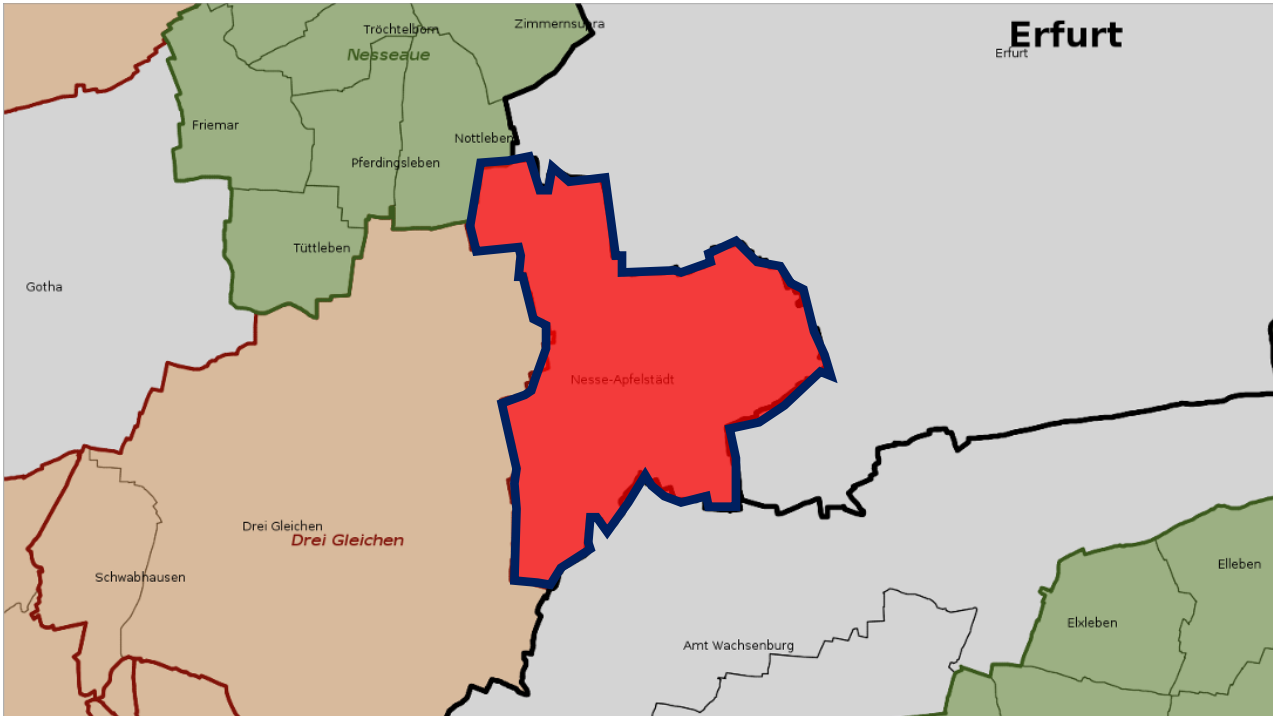 Zimmernsupra
Tröchtelborn
Erfurt
Nesseaue
Erfurt
Friemar
Nottleben
Pferdingsleben
Tüttleben
Gotha
Nesse-Apfelstädt
Drei Gleichen
Drei Gleichen
Schwabhausen
Elleben
Elxleben
Amt Wachsenburg